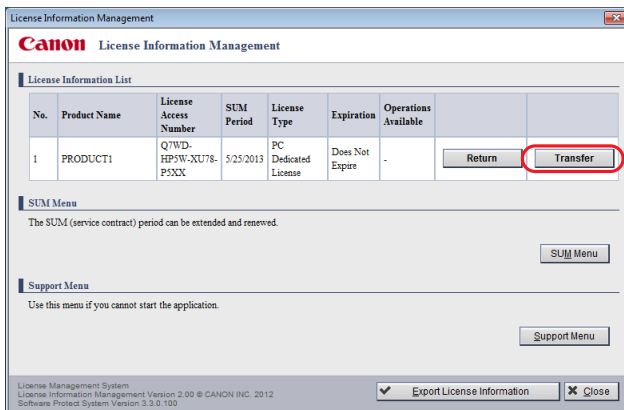 License Information Management
Canon License Information Management
License Information List
No. Product Name License Access Number SUM Period License Type Expiration Operations Available
1 PRODUCT1 Q7WD-HP5W-XU78-P5XX 5/25/2013 PC Dedicated License Does Not Expire - Return Transfer
SUM Menu
The SUM (service contract) period can be extended and renewed.
SUM Menu
Support Menu
Use this menu if you cannot start the application.
Support Menu
License Management System
License Information Management Version 2.00 © CANON INC. 2012
Software Protect System Version 3.3.0.100
Export License Information Close